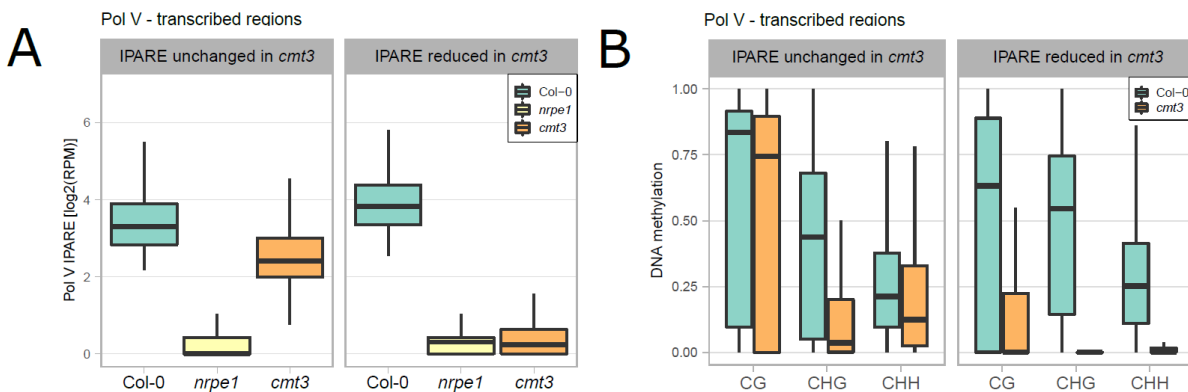 A
Pol V - transcribed regions
IPARE unchanged in cmt3
IPARE reduced in cmt3
Col-0
nrpe1
cmt3
Pol V IPARE [log2(RPM)]
6
4
2
0
Col-0 nrpe1 cmt3
Col-0 nrpe1 cmt3
B
Pol V - transcribed regions
IPARE unchanged in cmt3
IPARE reduced in cmt3
Col-0
cmt3
DNA methylation
1.00
0.75
0.50
0.25
0.00
CG CHG CHH
CG CHG CHH